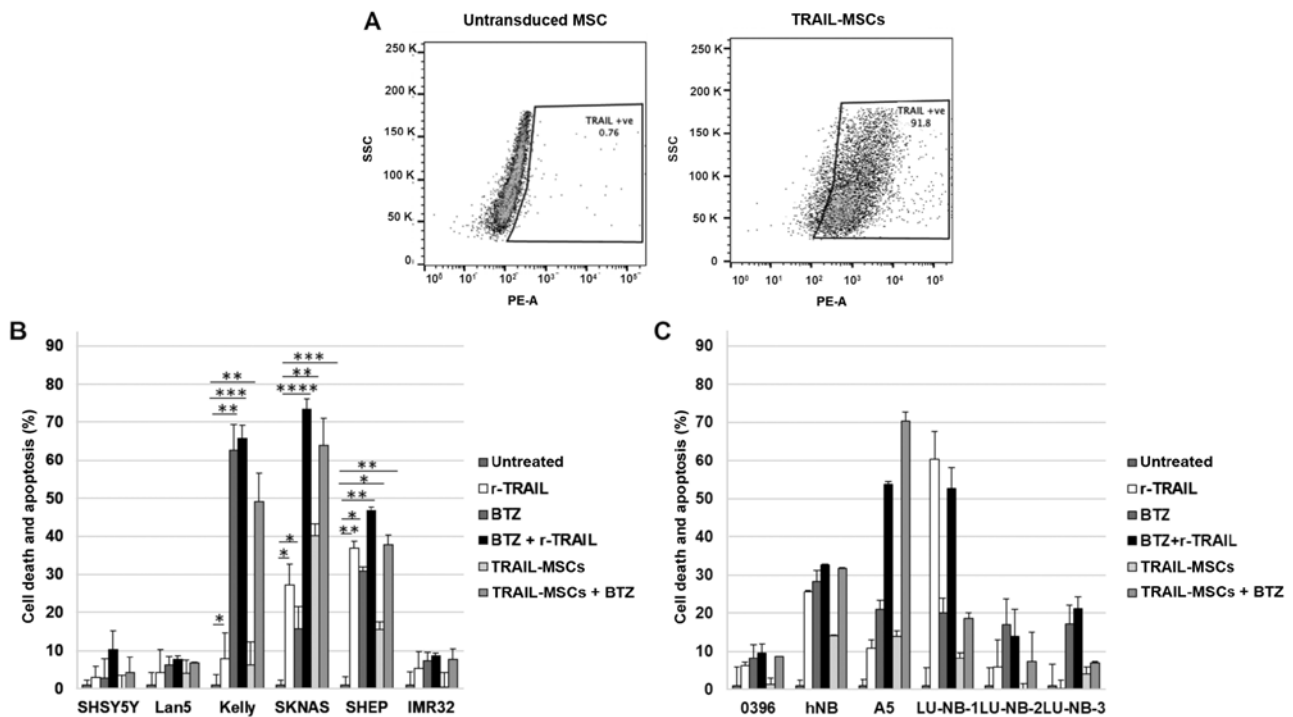 A
Untransduced MSC
TRAIL-MSCs
250 K
200 K
150 K
100 K
50 K
0
SSC
TRAIL +ve
0.76
10⁰ 10¹ 10² 10³ 10⁴ 10⁵
PE-A
250 K
200 K
150 K
100 K
50 K
0
SSC
TRAIL +ve
91.8
10⁰ 10¹ 10² 10³ 10⁴ 10⁵
PE-A
B
Cell death and apoptosis (%)
90
80
70
60
50
40
30
20
10
0
*
**
***
**
*
*
****
**
***
**
*
**
*
**
SHSY5Y Lan5 Kelly SKNAS SHEP IMR32
Untreated
r-TRAIL
BTZ
BTZ + r-TRAIL
TRAIL-MSCs
TRAIL-MSCs + BTZ
C
Cell death and apoptosis (%)
90
80
70
60
50
40
30
20
10
0
0396 hNB A5 LU-NB-1 LU-NB-2 LU-NB-3
Untreated
r-TRAIL
BTZ
BTZ+r-TRAIL
TRAIL-MSCs
TRAIL-MSCs + BTZ